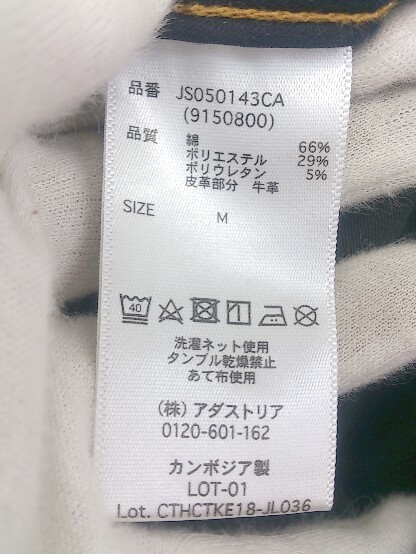 品番 JS050143CA
(9150800)
品質 綿 66%
ポリエステル 29%
ポリウレタン 5%
皮革部分 牛革
SIZE M
40
洗濯ネット使用
タンブル乾燥禁止
あて布使用
(株) アダストリア
0120-601-162
カンボジア製
LOT-01
Lot. CTHCTKE18-JL036